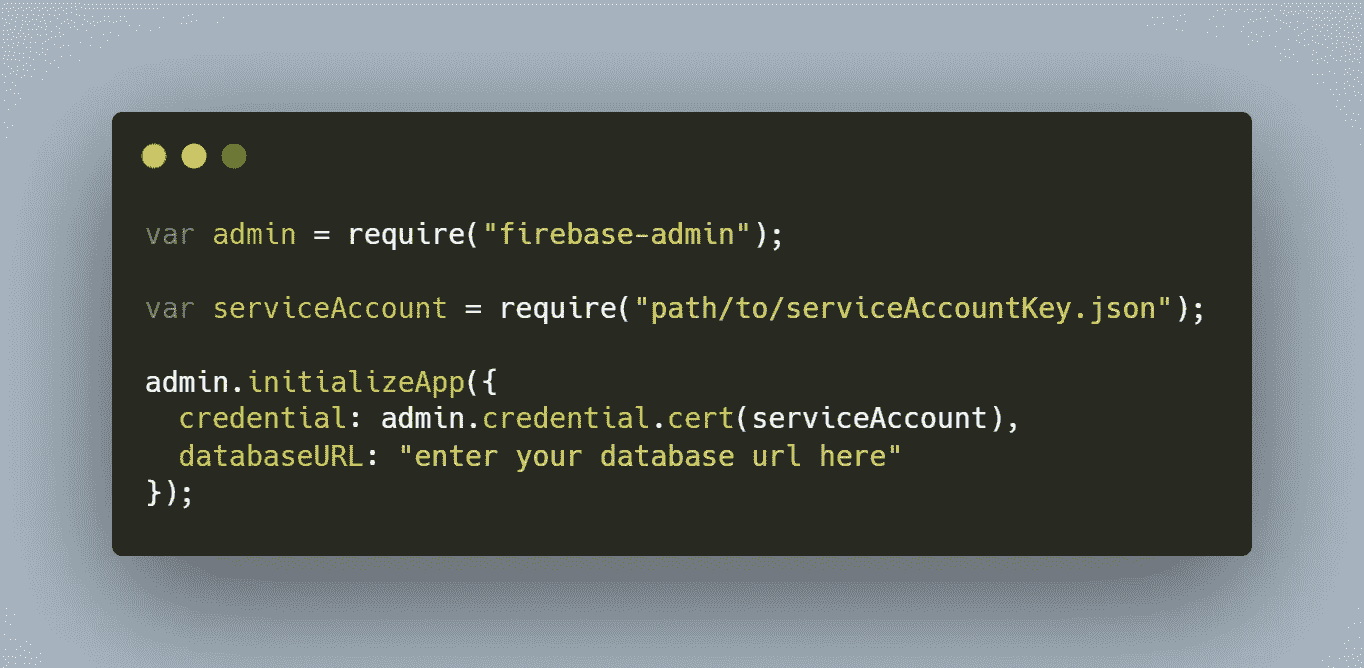 var admin = require("firebase-admin");
var serviceAccount = require("path/to/serviceAccountKey.json");
admin.initializeApp({
  credential: admin.credential.cert(serviceAccount),
  databaseURL: "enter your database url here"
});